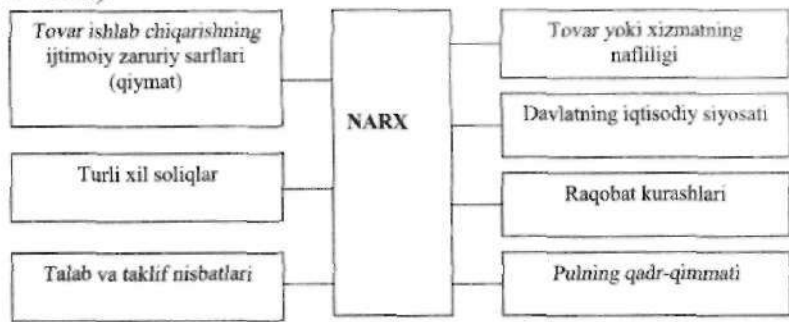 Tovar ishlab chiqarishning
ijtimoiy zaruriy sarflari
(qiymat)
Turli xil soliqlar
Talab va taklif nisbatlari
NARX
Tovar yoki xizmatning
nafliligi
Davlatning iqtisodiy siyosati
Raqobat kurashlari
Pulning qadr-qimmati